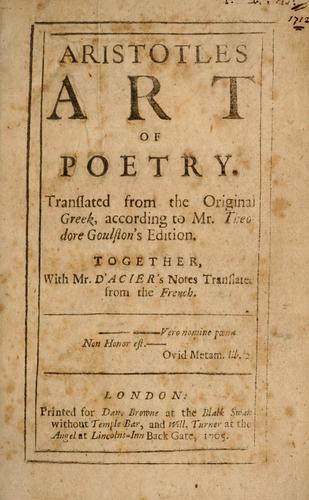 1712
ARISTOTLES
ART
OF
POETRY.
Tranſlated from the Original
Greek, according to Mr. Theo
dore Goulſton's Edition.
TOGETHER,
With Mr. D'ACIER's Notes Tranſlated
from the French.
—— ——Vero nomine pœna
Non Honor eſt.——
Ovid Metam. lib. 2.
LONDON:
Printed for Dan. Browne at the Blaik Swan
without Temple Bar, and Will. Turner at the
Angel at Lincolns-Inn Back Gate, 1705.